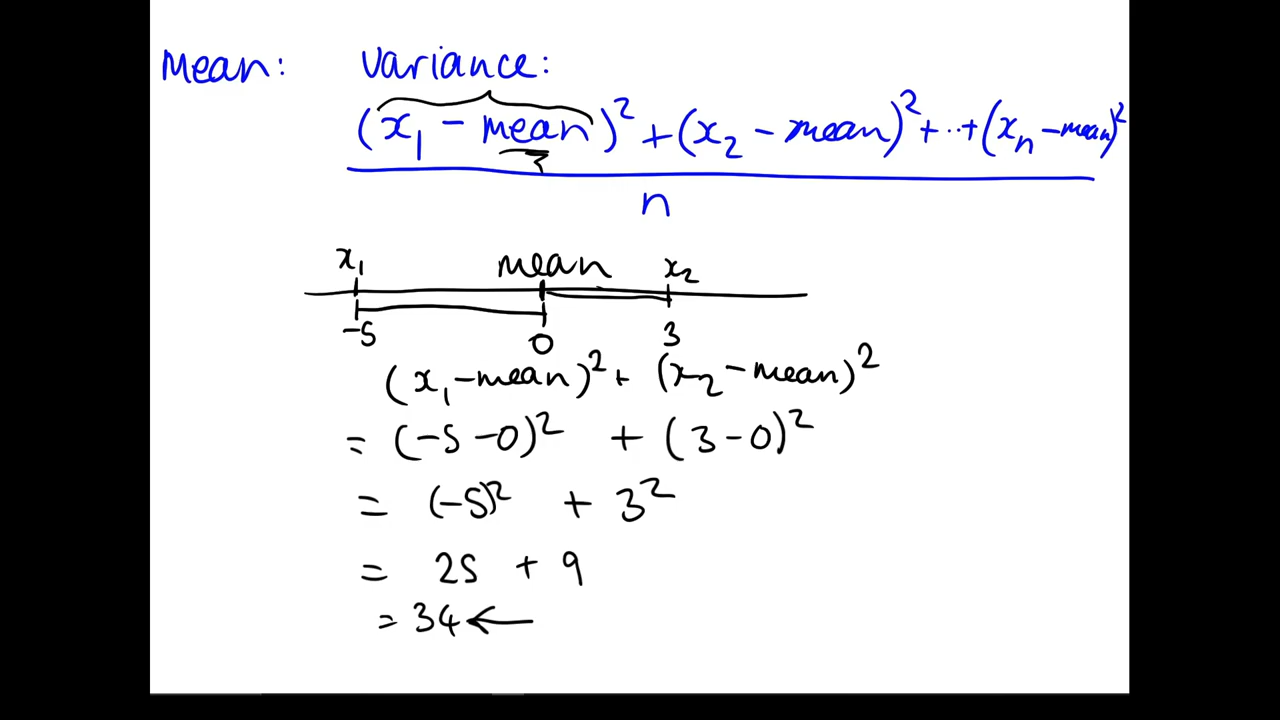 Mean: Variance:
(x₁ - mean)² + (x₂ - mean)² + ··+ (xₙ - mean)²
n
x₁ mean x₂
-5 0 3
(x₁ - mean)² + (x₂ - mean)²
= (-5 - 0)² + (3 - 0)²
= (-5)² + 3²
= 25 + 9
= 34 ←